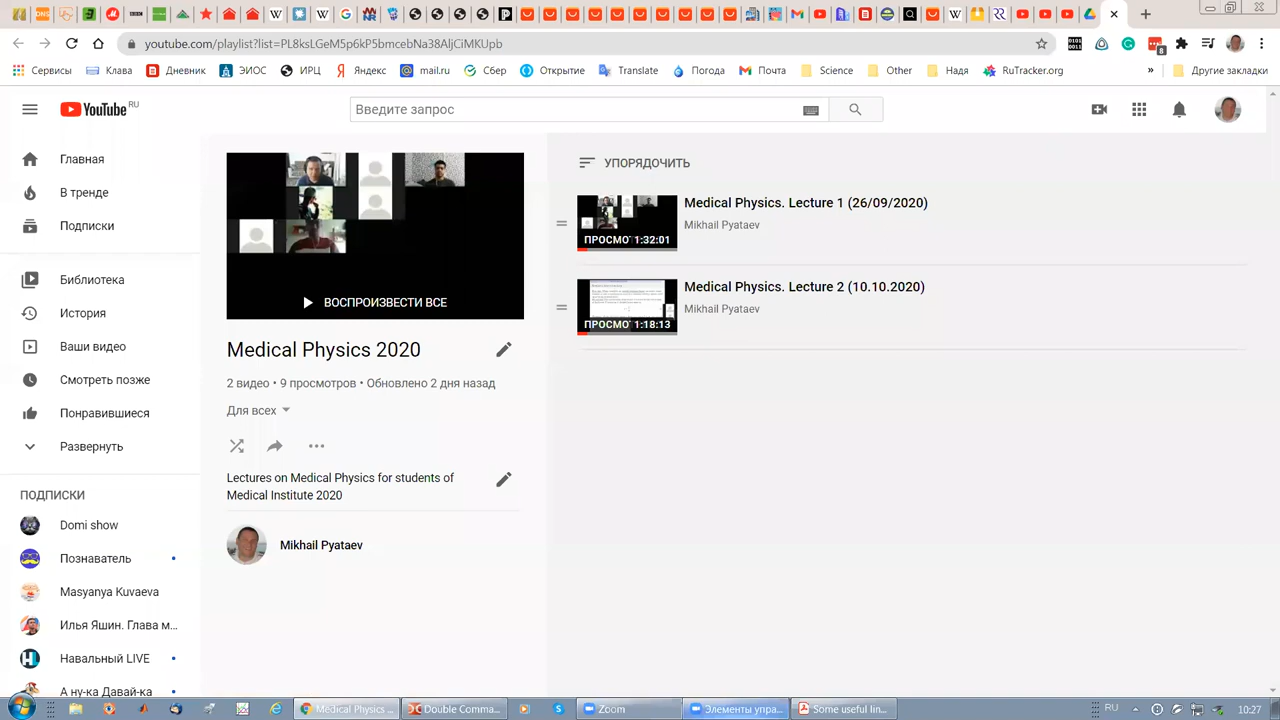 youtube.com/playlist?list=PL8ksLGeM5p6kRFbmcebNaG8AljCiMKUpb
Сервисы
Клава
Дневник
ЭИОС
ИРЦ
Яндекс
mail.ru
Сбер
Открытие
Translate
Погода
Почта
Science
Other
Надя
RuTracker.org
»
Другие закладки
YouTube RU
Введите запрос
Главная
В тренде
Подписки
Библиотека
История
Ваши видео
Смотреть позже
Понравившиеся
Развернуть
ПОДПИСКИ
Domi show
Познаватель
Masyanya Kuvaeva
Илья Яшин. Глава м...
Навальный LIVE
А ну-ка Давай-ка
ВОСПРОИЗВЕСТИ ВСЕ
Medical Physics 2020
2 видео • 9 просмотров • Обновлено 2 дня назад
Для всех
Lectures on Medical Physics for students of
Medical Institute 2020
Mikhail Pyataev
УПОРЯДОЧИТЬ
ПРОСМОТ 1:32:01
Medical Physics. Lecture 1 (26/09/2020)
Mikhail Pyataev
ПРОСМОТ 1:18:13
Medical Physics. Lecture 2 (10.10.2020)
Mikhail Pyataev
Medical Physics ...
Double Comma...
Zoom
Элементы упра...
Some useful lin...
RU
10:27